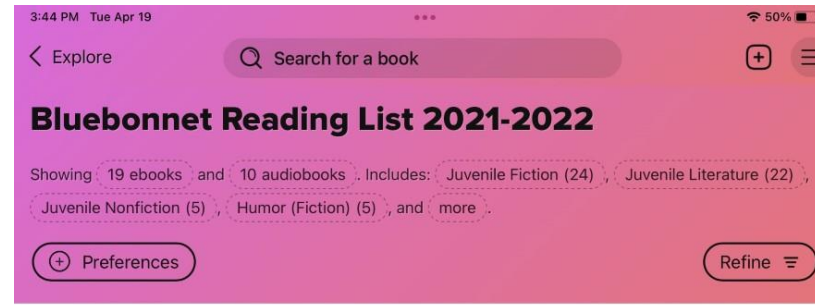 3:44 PM Tue Apr 19 50%
Explore Search for a book
Bluebonnet Reading List 2021-2022
Showing 19 ebooks and 10 audiobooks. Includes: Juvenile Fiction (24), Juvenile Literature (22),
Juvenile Nonfiction (5), Humor (Fiction) (5), and more.
Preferences Refine